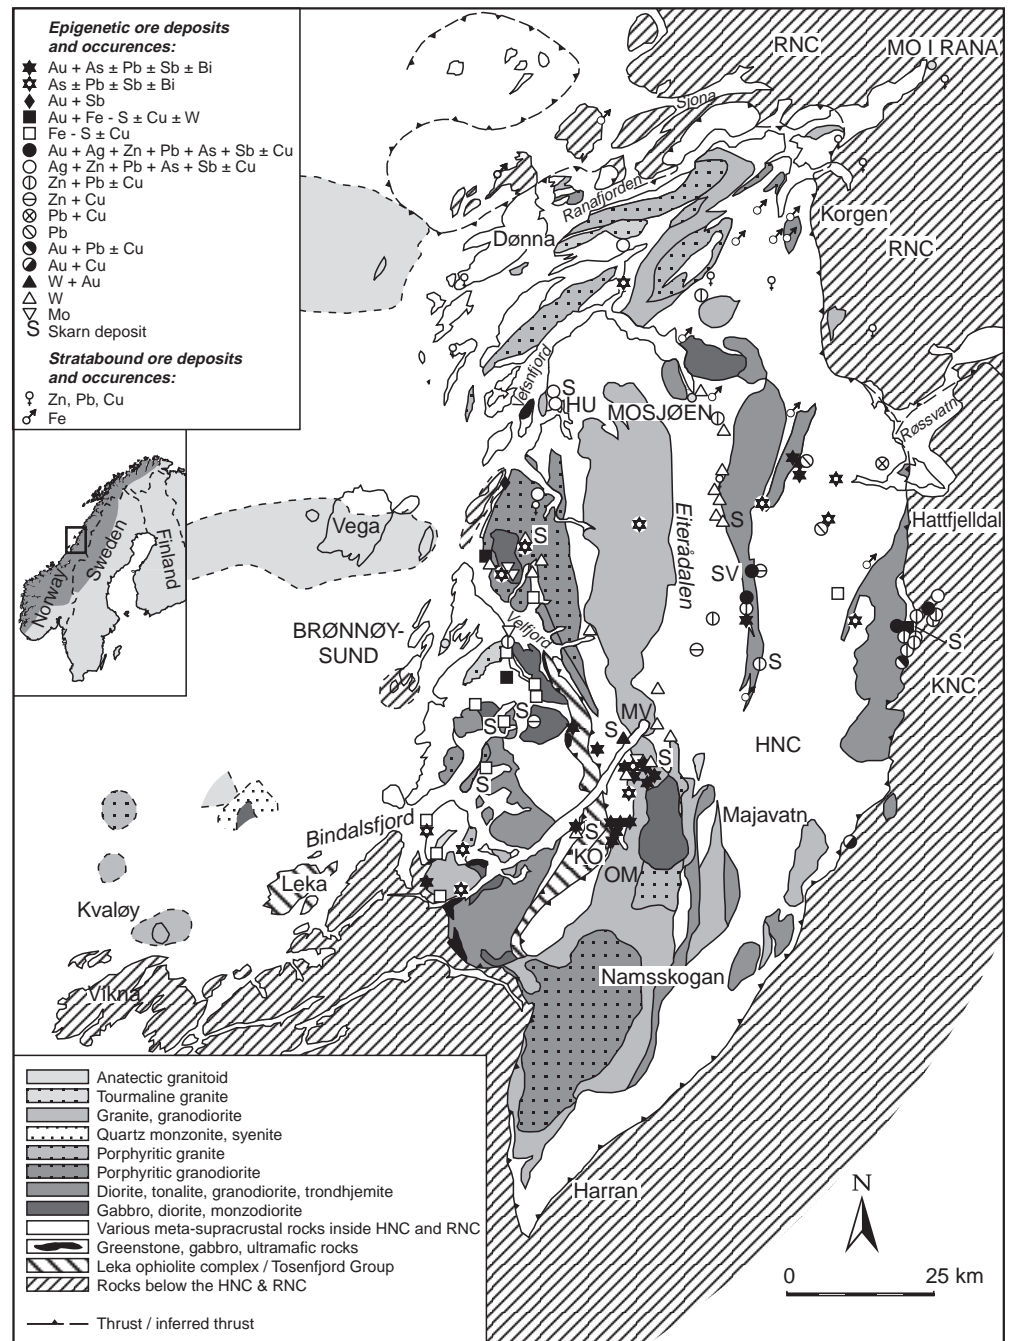 Epigenetic ore deposits
and occurences:
Au + As ± Pb ± Sb ± Bi
As ± Pb ± Sb ± Bi
Au + Sb
Au + Fe - S ± Cu ± W
Fe - S ± Cu
Au + Ag + Zn + Pb + As + Sb ± Cu
Ag + Zn + Pb + As + Sb ± Cu
Zn + Pb ± Cu
Zn + Cu
Pb + Cu
Pb
Au + Pb ± Cu
Au + Cu
W + Au
W
Mo
S Skarn deposit
Stratabound ore deposits
and occurences:
Zn, Pb, Cu
Fe
Norway
Sweden
Finland
RNC
MO I RANA
Sjona
Ranafjorden
Korgen
RNC
Dønna
Vefsnfjord
S
HU
MOSJØEN
Røssvatn
Hattfjelldal
Vega
Eiterådalen
S
S
SV
BRØNNØY-
SUND
Velfjord
S
S
KNC
MV
S
S
S
S
HNC
S
Bindalsfjord
S
Majavatn
KO
OM
Leka
Kvaløy
Namsskogan
Vikna
Harran
Anatectic granitoid
Tourmaline granite
Granite, granodiorite
Quartz monzonite, syenite
Porphyritic granite
Porphyritic granodiorite
Diorite, tonalite, granodiorite, trondhjemite
Gabbro, diorite, monzodiorite
Various meta-supracrustal rocks inside HNC and RNC
Greenstone, gabbro, ultramafic rocks
Leka ophiolite complex / Tosenfjord Group
Rocks below the HNC & RNC
Thrust / inferred thrust
N
0 25 km